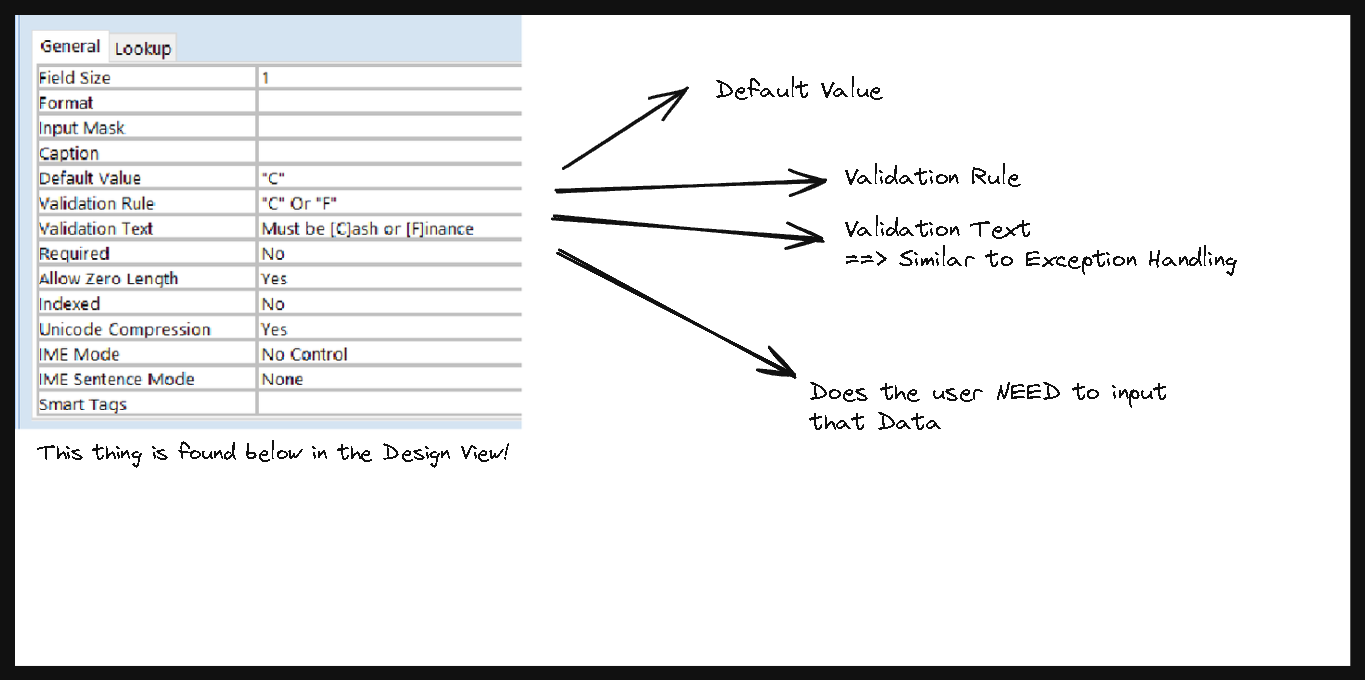 General Lookup
Field Size 1
Format
Input Mask
Caption
Default Value "C"
Validation Rule "C" Or "F"
Validation Text Must be [C]ash or [F]inance
Required No
Allow Zero Length Yes
Indexed No
Unicode Compression Yes
IME Mode No Control
IME Sentence Mode None
Smart Tags
This thing is found below in the Design View!
Default Value
Validation Rule
Validation Text
==> Similar to Exception Handling
Does the user NEED to input
that Data